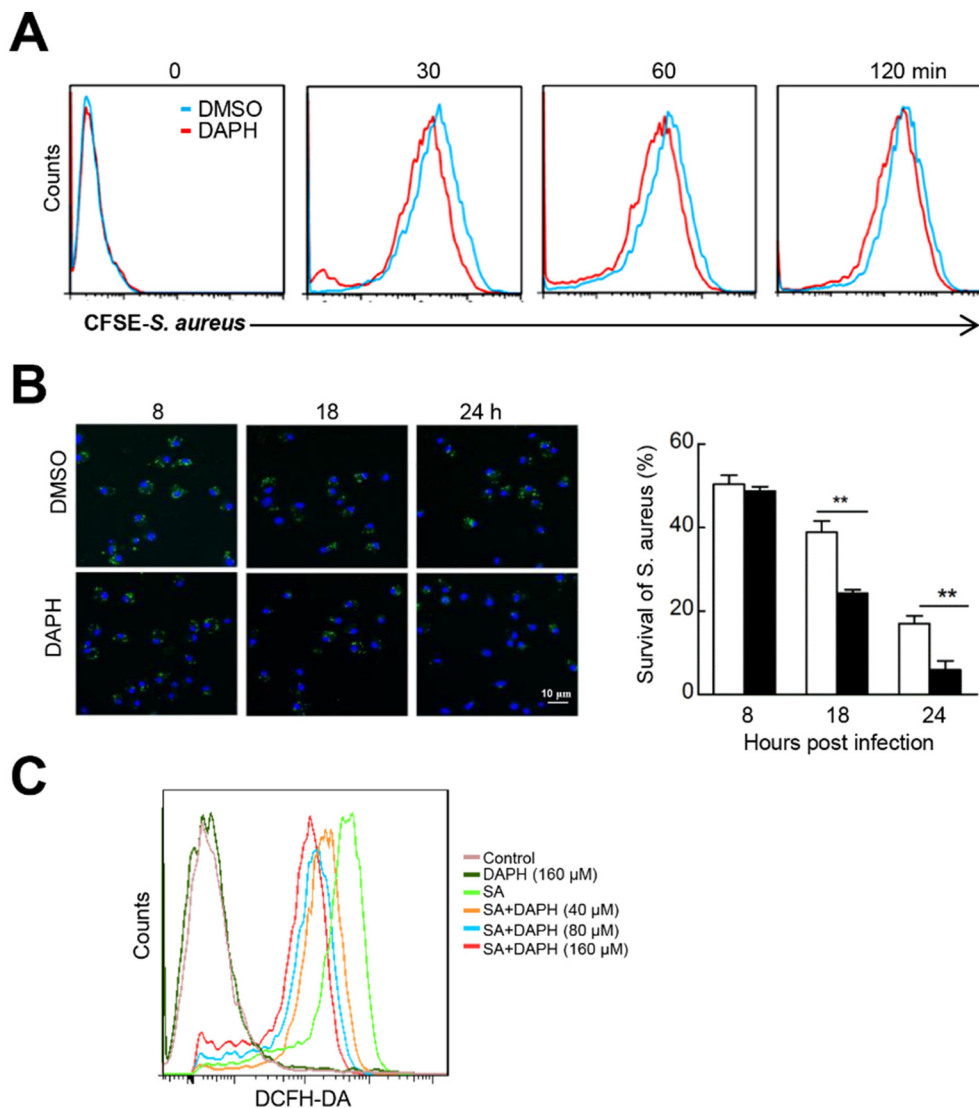 A
0
30
60
120 min
DMSO
DAPH
Counts
CFSE-S. aureus
B
8
18
24 h
DMSO
DAPH
10 µm
Survival of S. aureus (%)
60
40
20
0
**
**
8
18
24
Hours post infection
C
Counts
DCFH-DA
Control
DAPH (160 µM)
SA
SA+DAPH (40 µM)
SA+DAPH (80 µM)
SA+DAPH (160 µM)